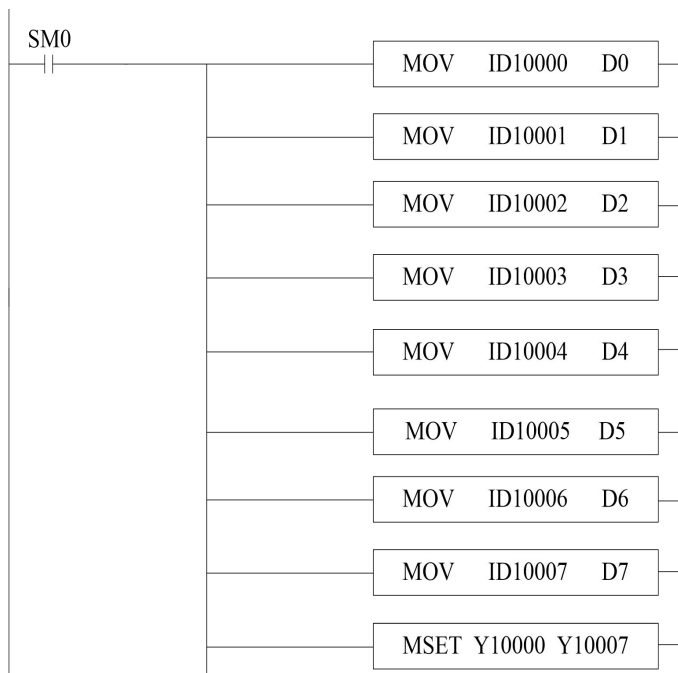 SM0
MOV ID10000 D0
MOV ID10001 D1
MOV ID10002 D2
MOV ID10003 D3
MOV ID10004 D4
MOV ID10005 D5
MOV ID10006 D6
MOV ID10007 D7
MSET Y10000 Y10007